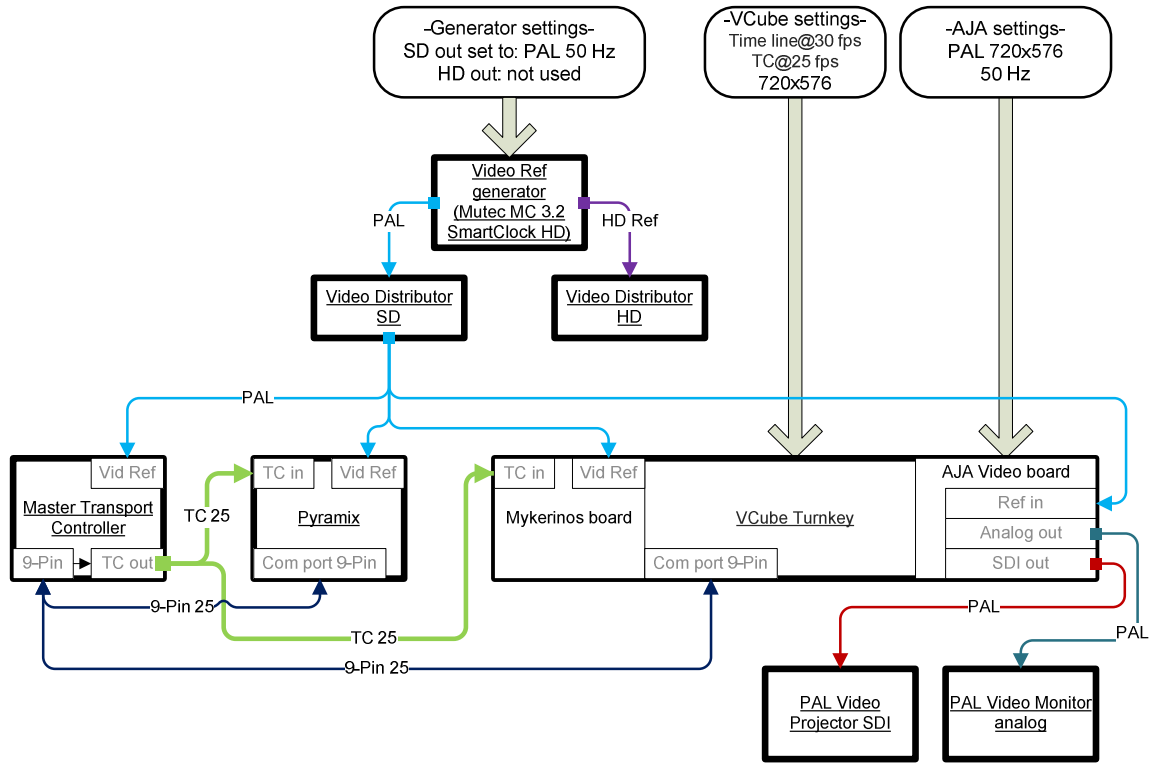 -Generator settings-
SD out set to: PAL 50 Hz
HD out: not used
-VCube settings-
Time line@30 fps
TC@25 fps
720x576
-AJA settings-
PAL 720x576
50 Hz
Video Ref
generator
(Mutec MC 3.2
SmartClock HD)
PAL
HD Ref
Video Distributor
SD
Video Distributor
HD
PAL
Vid Ref
Master Transport
Controller
9-Pin
TC out
TC 25
TC in
Vid Ref
Pyramix
Com port 9-Pin
TC in
Vid Ref
Mykerinos board
VCube Turnkey
Com port 9-Pin
AJA Video board
Ref in
Analog out
SDI out
9-Pin 25
TC 25
9-Pin 25
PAL
PAL
PAL Video
Projector SDI
PAL Video Monitor
analog